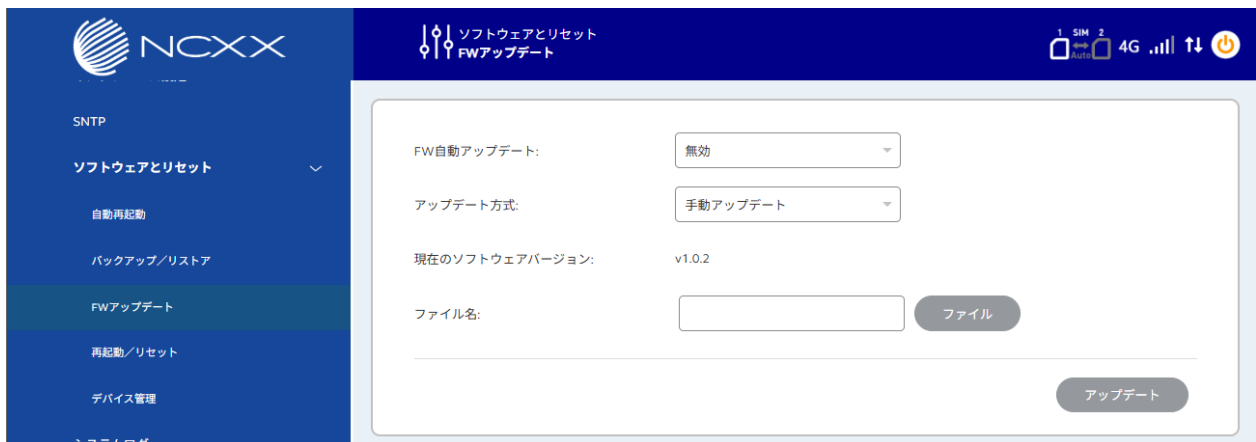 NCXX
ソフトウェアとリセット
FWアップデート
1 SIM 2
Auto
4G
SNTP
ソフトウェアとリセット
自動再起動
バックアップ／リストア
FWアップデート
再起動／リセット
デバイス管理
FW自動アップデート:
無効
アップデート方式:
手動アップデート
現在のソフトウェアバージョン:
v1.0.2
ファイル名:
ファイル
アップデート